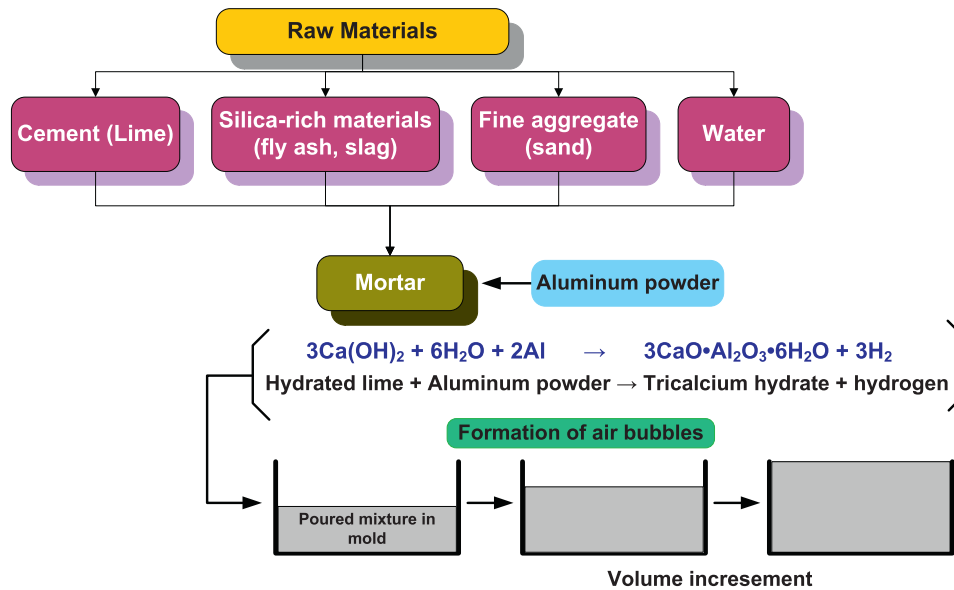 Raw Materials
Cement (Lime)
Silica-rich materials
(fly ash, slag)
Fine aggregate
(sand)
Water
Mortar
Aluminum powder
3Ca(OH)₂ + 6H₂O + 2Al → 3CaO•Al₂O₃•6H₂O + 3H₂
Hydrated lime + Aluminum powder → Tricalcium hydrate + hydrogen
Formation of air bubbles
Poured mixture in
mold
Volume incresement